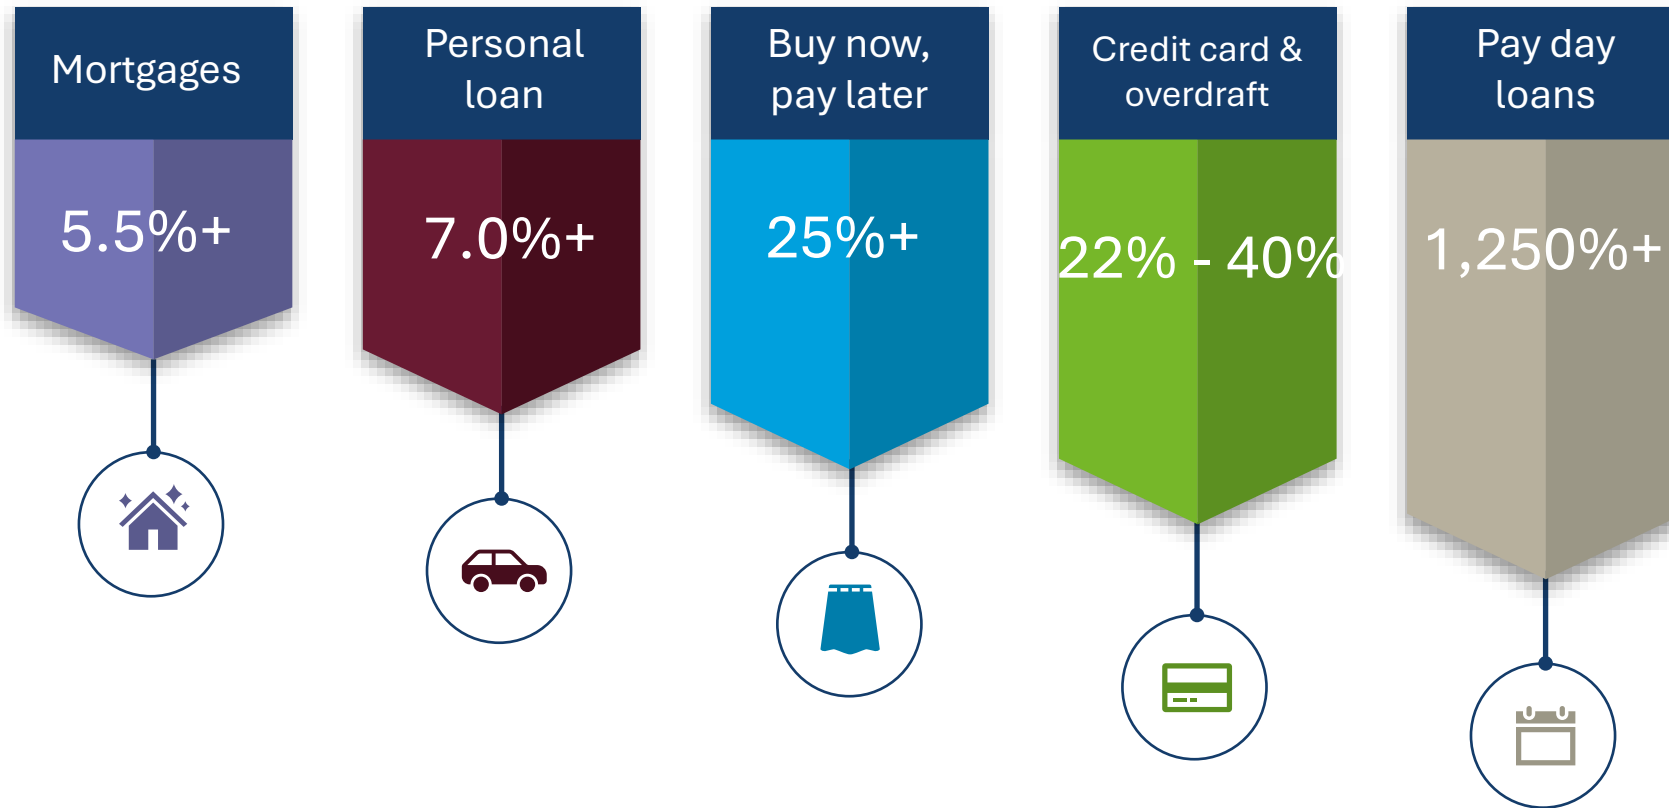 Mortgages
5.5%+
Personal
loan
7.0%+
Buy now,
pay later
25%+
Credit card &
overdraft
22% - 40%
Pay day
loans
1,250%+